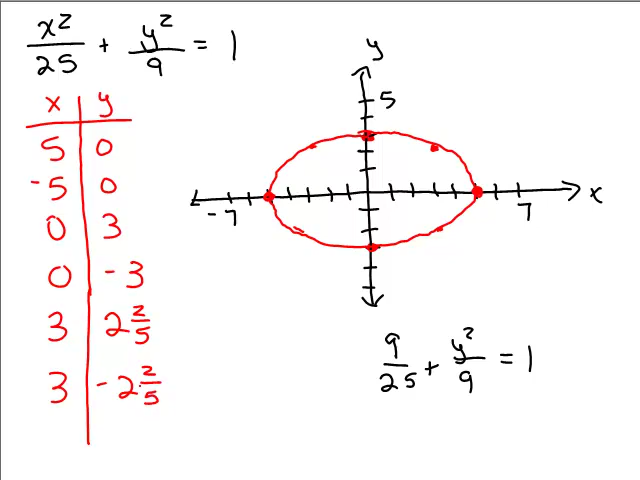 x²/25 + y²/9 = 1
x y
5 0
-5 0
0 3
0 -3
3 2 2/5
3 -2 2/5
y
5
-7 7 x
9/25 + y²/9 = 1